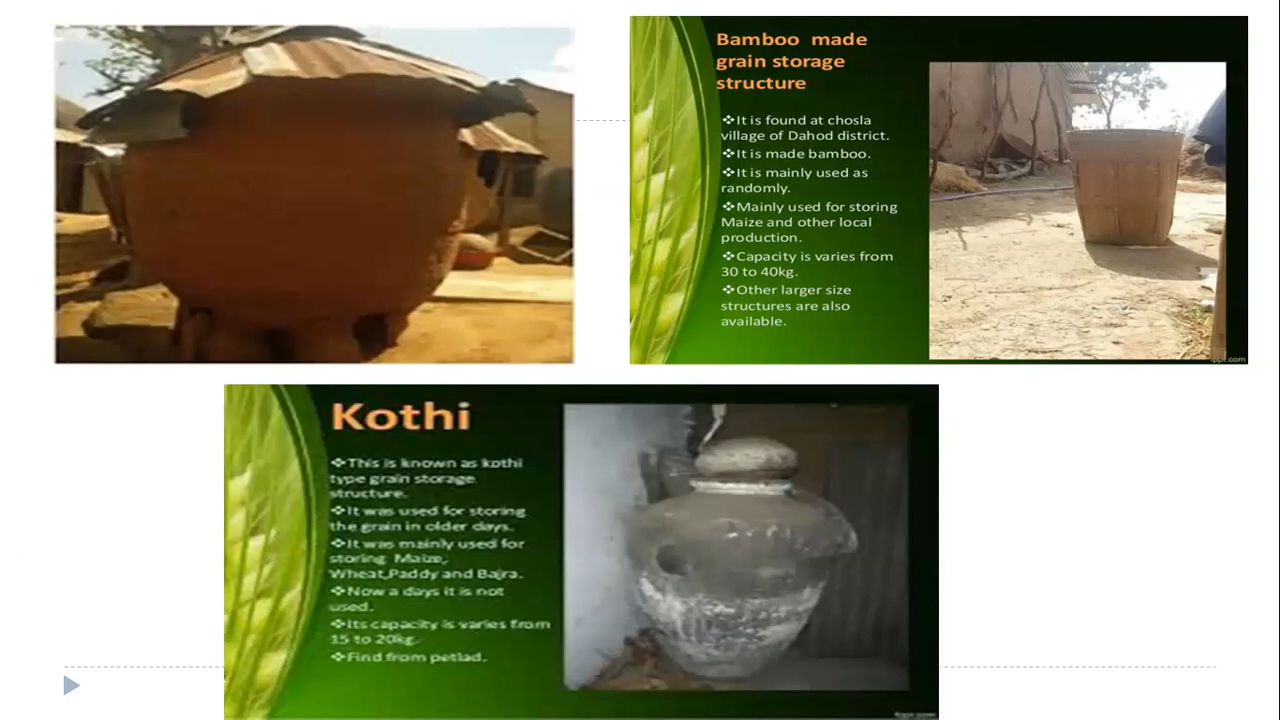 Bamboo made
grain storage
structure
❖It is found at chosla
village of Dahod district.
❖It is made bamboo.
❖It is mainly used as
randomly.
❖Mainly used for storing
Maize and other local
production.
❖Capacity is varies from
30 to 40kg.
❖Other larger size
structures are also
available.
Kothi
❖This is known as kothi
type grain storage
structure.
❖It was used for storing
the grain in older days.
❖It was mainly used for
storing Maize,
Wheat,Paddy and Bajra.
❖Now a days it is not
used.
❖Its capacity is varies from
15 to 20kg.
❖Find from petlad.